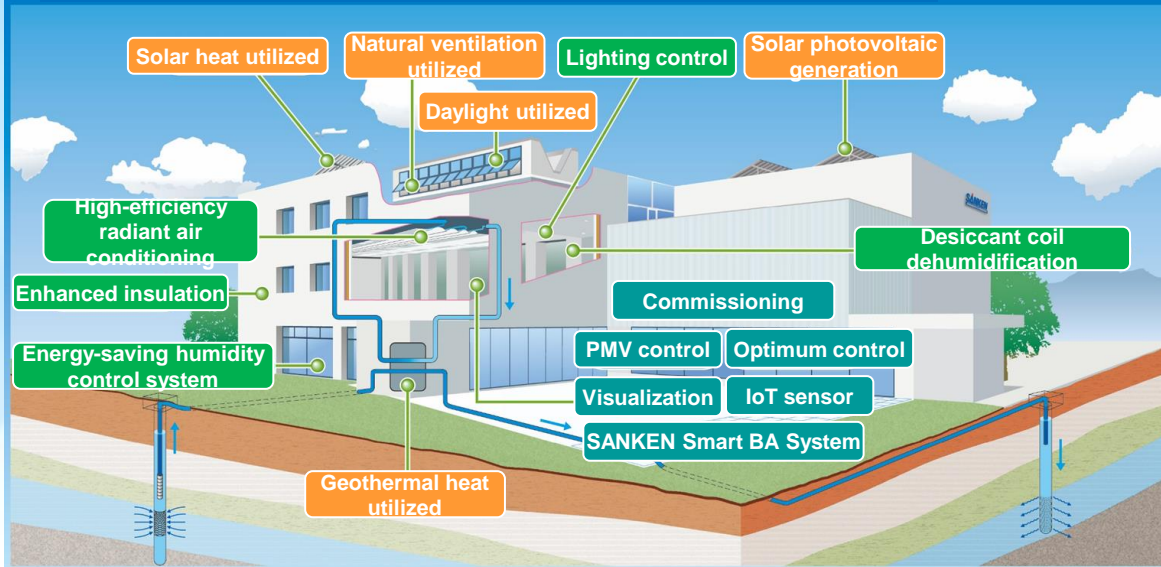 Solar heat utilized
Natural ventilation
utilized
Lighting control
Solar photovoltaic
generation
Daylight utilized
SANKEN
High-efficiency
radiant air
conditioning
Desiccant coil
dehumidification
Enhanced insulation
Commissioning
Energy-saving humidity
control system
PMV control
Optimum control
Visualization
IoT sensor
SANKEN Smart BA System
Geothermal heat
utilized